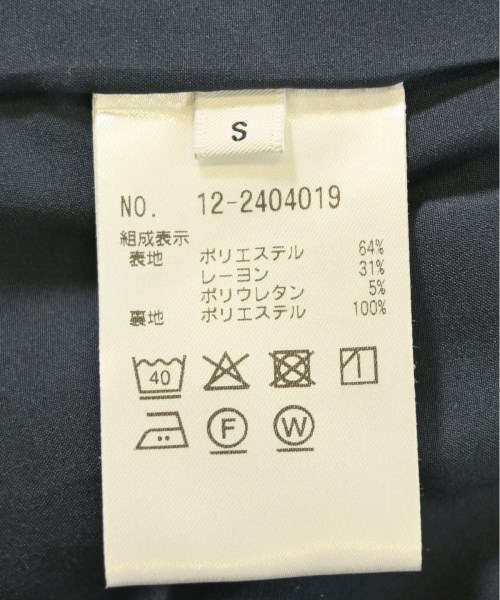 S
NO. 12-2404019
組成表示
表地 ポリエステル 64%
レーヨン 31%
ポリウレタン 5%
裏地 ポリエステル 100%
40
F W